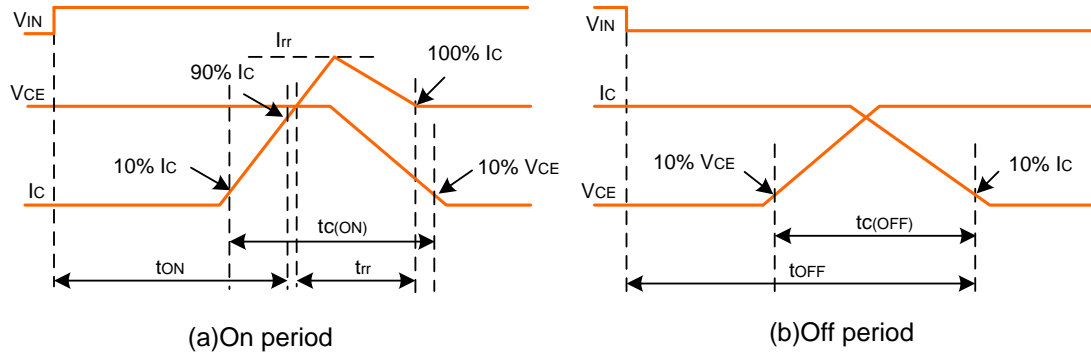 VIN
Irr
100% IC
90% IC
VCE
10% IC
10% VCE
IC
tC(ON)
tON
trr
(a)On period
VIN
IC
10% VCE
10% IC
VCE
tC(OFF)
tOFF
(b)Off period